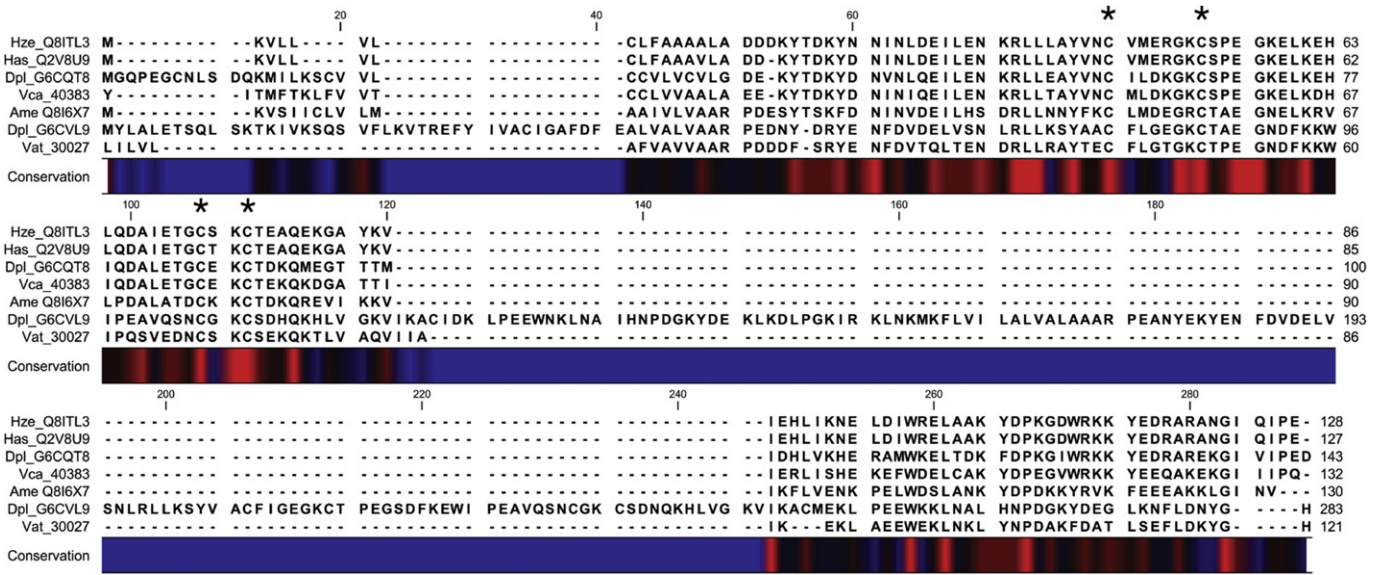 20 40 60 * *
Hze_Q8ITL3 M- - - - - - - - - - -KVLL- - - - VL- - - - - - - - - - - - - - - - - - -CLFAAAALA DDDKYTDKYN NINLDEILEN KRLLLAYVNC VMERGKCSPE GKELKEH 63
Has_Q2V8U9 M- - - - - - - - - - -KVLL- - - - VL- - - - - - - - - - - - - - - - - - -CLFAAAALA DD-KYTDKYD NINLDEILEN KRLLLAYVNC VMERGKCSPE GKELKEH 62
Dpl_G6CQT8 MGQPEGCNLS DQKMILKSCV VL- - - - - - - - - - - - - - - - - - -CCVLVCVLG DE-KYTDKYD NVNLQEILEN KRLLEAYVNC ILDKGKCSPE GKELKEH 77
Vca_40383 Y- - - - - - - - - - ITMFTKLFV VT- - - - - - - - - - - - - - - - - - -CCLVVAALA EE-KYTDKYD NINIQEILEN KRLLTAYVNC MLDKGKCSPE GKELKDH 67
Ame Q8I6X7 M- - - - - - - - - - -KVSIICLV LM- - - - - - - - - - - - - - - - - - -AAIVLVAAR PDESYTSKFD NINVDEILHS DRLLNNYFKC LMDEGRCTAE GNELKRV 67
Dpl_G6CVL9 MYLALETSQL SKTKIVKSQS VFLKVTREFY IVACIGAFDF EALVALVAAR PEDNY-DRYE NFDVDELVSN LRLLKSYAAC FLGEGKCTAE GNDFKKW 96
Vat_30027 LILVL- - - - - - - - - - - - - - - - - - - - - - - - - - - - - - - - - - - -AFVAVVAAR PDDDF-SRYE NFDVTQLTEN DRLLRAYTEC FLGTGKCTPE GNDFKKW 60
Conservation
100 * * 120 140 160 180
Hze_Q8ITL3 LQDAIETGCS KCTEAQEKGA YKV- - - - - - - - - - - - - - - - - - - - - - - - - - - - - - - - - - - - - - - - - - - - - - - - - - - - - - - - - - - - - - - - - - - - - - - - - - 86
Has_Q2V8U9 LQDAIETGCT KCTEAQEKGA YKV- - - - - - - - - - - - - - - - - - - - - - - - - - - - - - - - - - - - - - - - - - - - - - - - - - - - - - - - - - - - - - - - - - - - - - - - - - 85
Dpl_G6CQT8 IQDALETGCE KCTDKQMEGT TTM- - - - - - - - - - - - - - - - - - - - - - - - - - - - - - - - - - - - - - - - - - - - - - - - - - - - - - - - - - - - - - - - - - - - - - - - - - 100
Vca_40383 IQDALETGCE KCTEKQKDGA TTI- - - - - - - - - - - - - - - - - - - - - - - - - - - - - - - - - - - - - - - - - - - - - - - - - - - - - - - - - - - - - - - - - - - - - - - - - - 90
Ame Q8I6X7 LPDALATDCK KCTDKQREVI KKV- - - - - - - - - - - - - - - - - - - - - - - - - - - - - - - - - - - - - - - - - - - - - - - - - - - - - - - - - - - - - - - - - - - - - - - - - - 90
Dpl_G6CVL9 IPEAVQSNCG KCSDHQKHLV GKVIKACIDK LPEEWNKLNA IHNPDGKYDE KLKDLPGKIR KLNKMKFLVI LALVALAAAR PEANYEKYEN FDVDELV 193
Vat_30027 IPQSVEDNCS KCSEKQKTLV AQVIIA- - - - - - - - - - - - - - - - - - - - - - - - - - - - - - - - - - - - - - - - - - - - - - - - - - - - - - - - - - - - - - - - - - - - - - - 86
Conservation
200 220 240 260 280
Hze_Q8ITL3 - - - - - - - - - - - - - - - - - - - - - - - - - - - - - - - - - - - - - - - - - - - - - - - - - - - -IEHLIKNE LDIWRELAAK YDPKGDWRKK YEDRARANGI QIPE- 128
Has_Q2V8U9 - - - - - - - - - - - - - - - - - - - - - - - - - - - - - - - - - - - - - - - - - - - - - - - - - - - -IEHLIKNE LDIWRELAAK YDPKGDWRKK YEDRARANGI QIPE- 127
Dpl_G6CQT8 - - - - - - - - - - - - - - - - - - - - - - - - - - - - - - - - - - - - - - - - - - - - - - - - - - - -IDHLVKHE RAMWKELTDK FDPKGIWRKK YEDRAREKGI VIPED 143
Vca_40383 - - - - - - - - - - - - - - - - - - - - - - - - - - - - - - - - - - - - - - - - - - - - - - - - - - - -IERLISHE KEFWDELCAK YDPEGVWRKK YEEQAKEKGI IIPQ- 132
Ame Q8I6X7 - - - - - - - - - - - - - - - - - - - - - - - - - - - - - - - - - - - - - - - - - - - - - - - - - - - -IKFLVENK PELWDSLANK YDPDKKYRVK FEEEAKKLGI NV- - - 130
Dpl_G6CVL9 SNLRLLKSYV ACFIGEGKCT PEGSDFKEWI PEAVQSNCGK CSDNQKHLVG KVIKACMEKL PEEWKKLNAL HNPDGKYDEG LKNFLDNYG- - - - -H 283
Vat_30027 - - - - - - - - - - - - - - - - - - - - - - - - - - - - - - - - - - - - - - - - - - - - - - - - - - - -IK- - -EKL AEEWEKLNKL YNPDAKFDAT LSEFLDKYG- - - - -H 121
Conservation